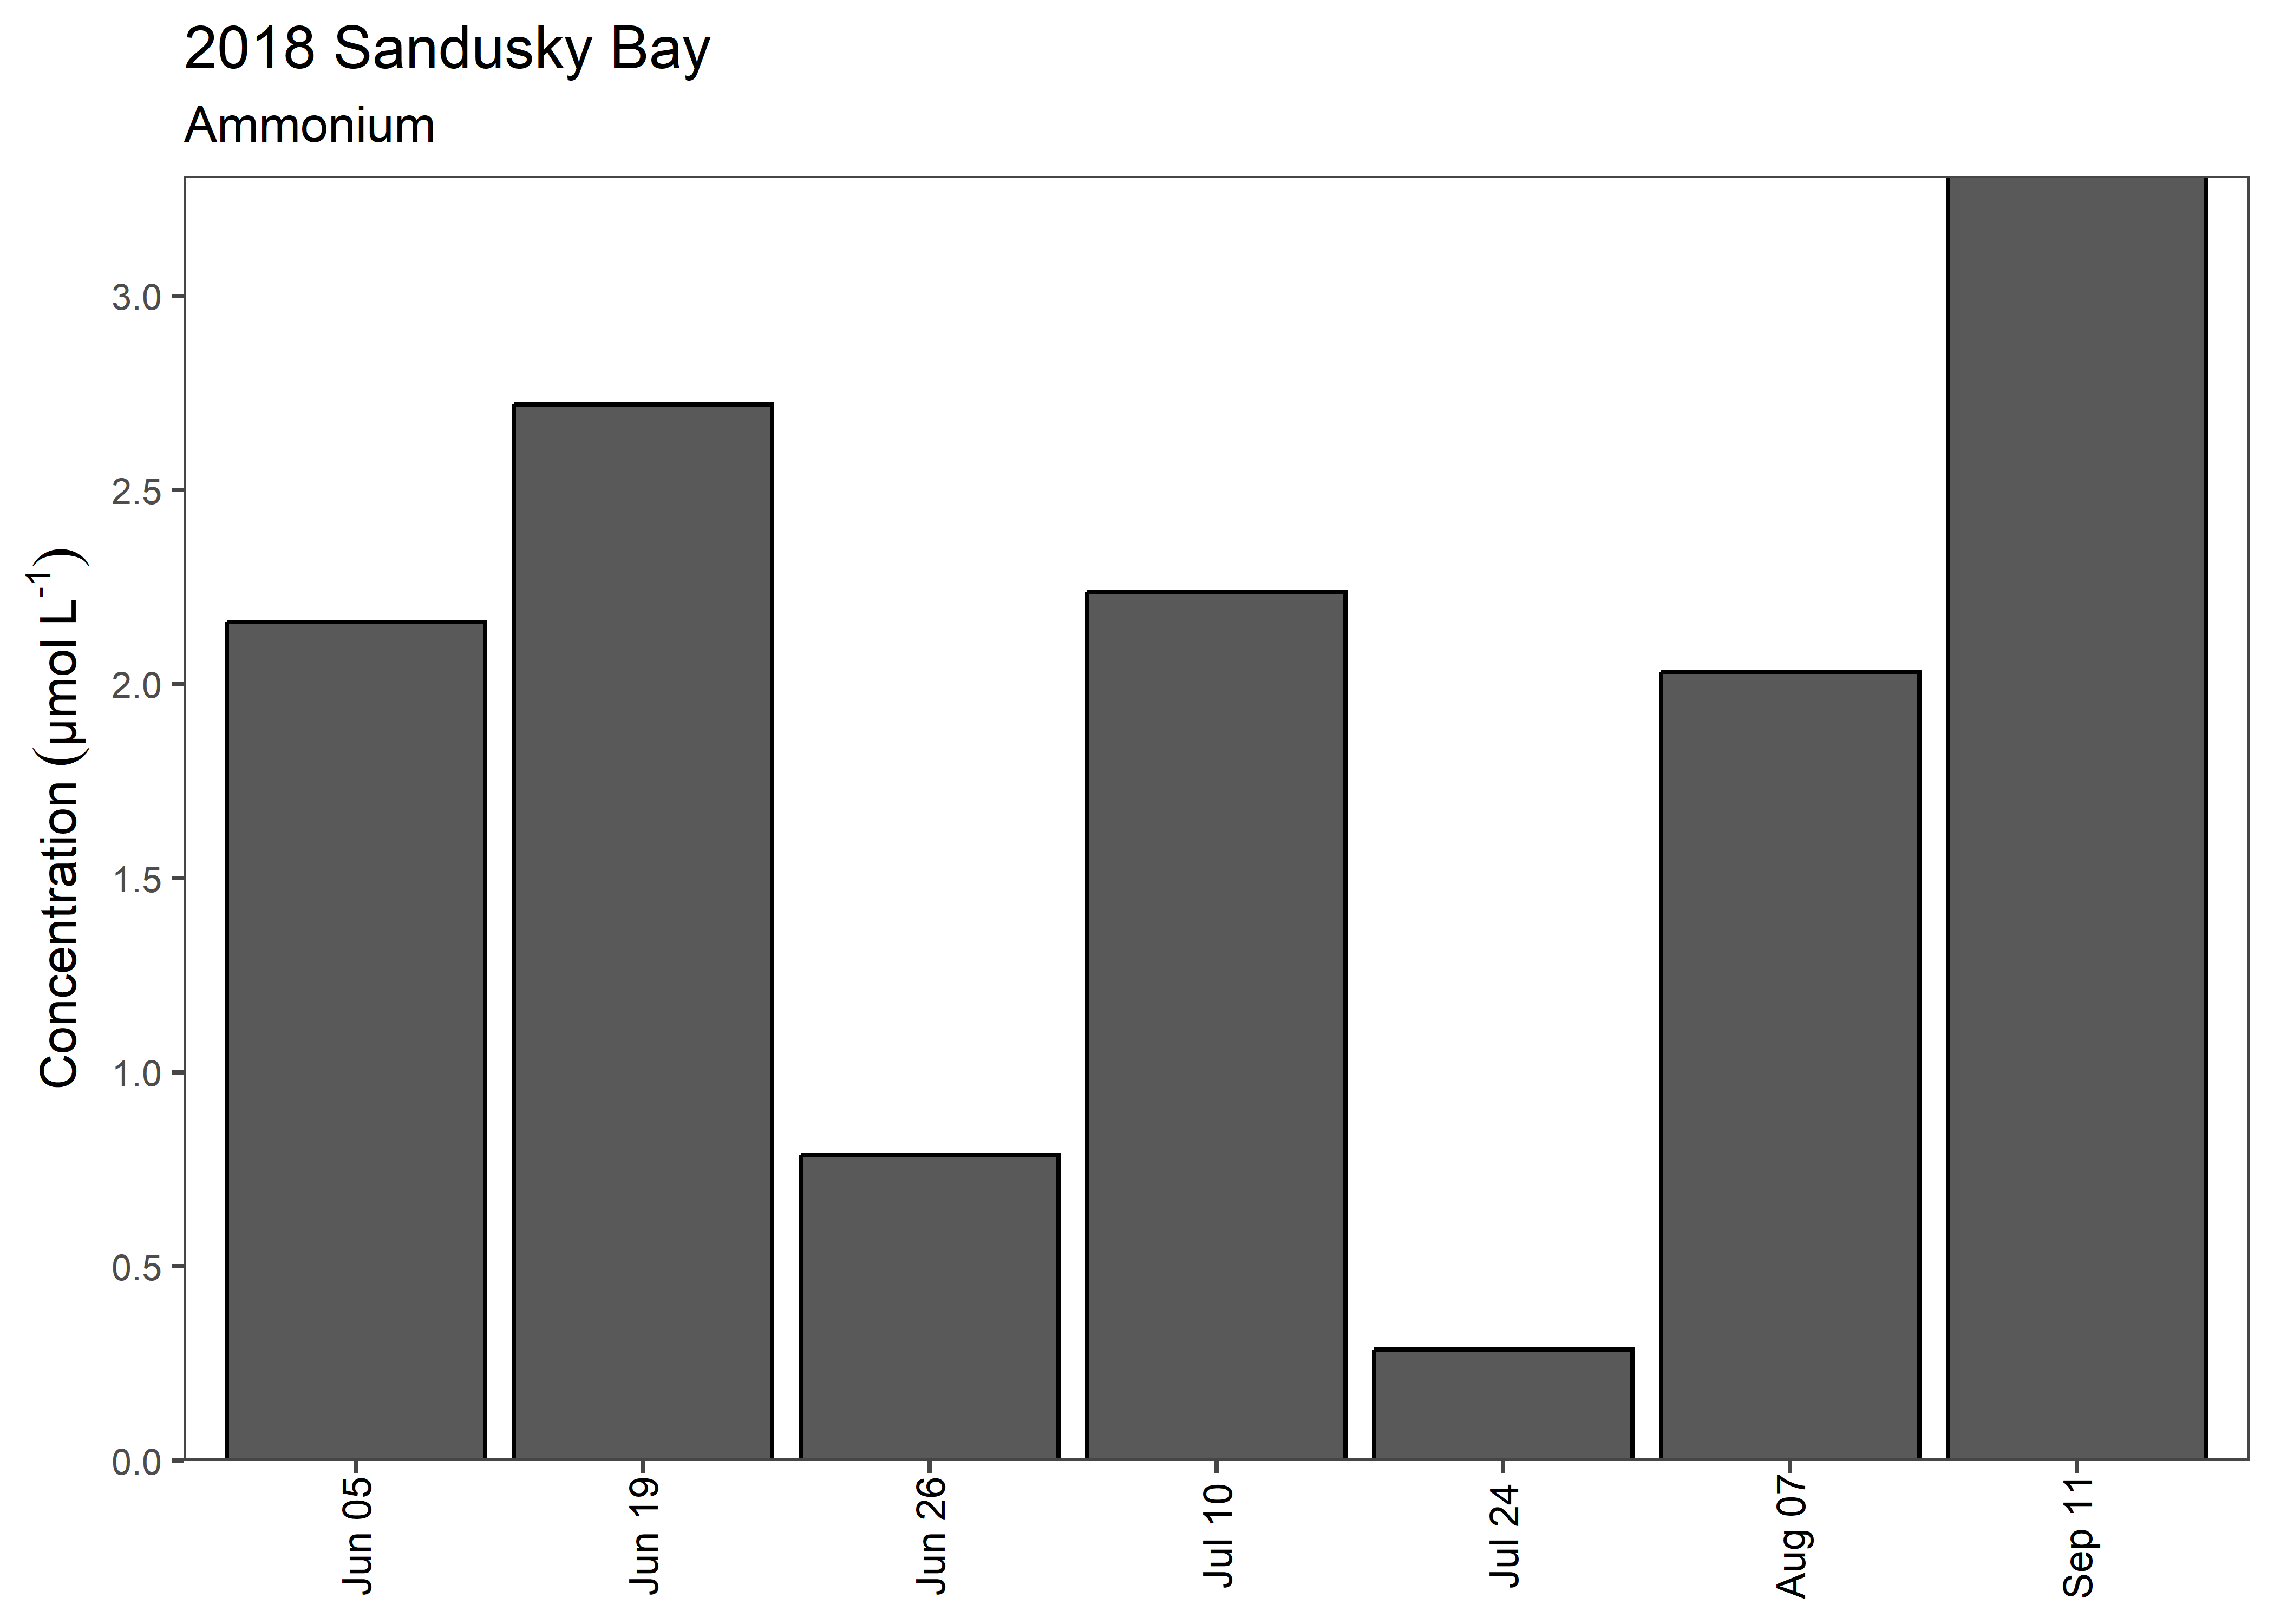 2018 Sandusky Bay
Ammonium
Concentration (µmol L⁻¹)
3.0
2.5
2.0
1.5
1.0
0.5
0.0
Jun 05
Jun 19
Jun 26
Jul 10
Jul 24
Aug 07
Sep 11